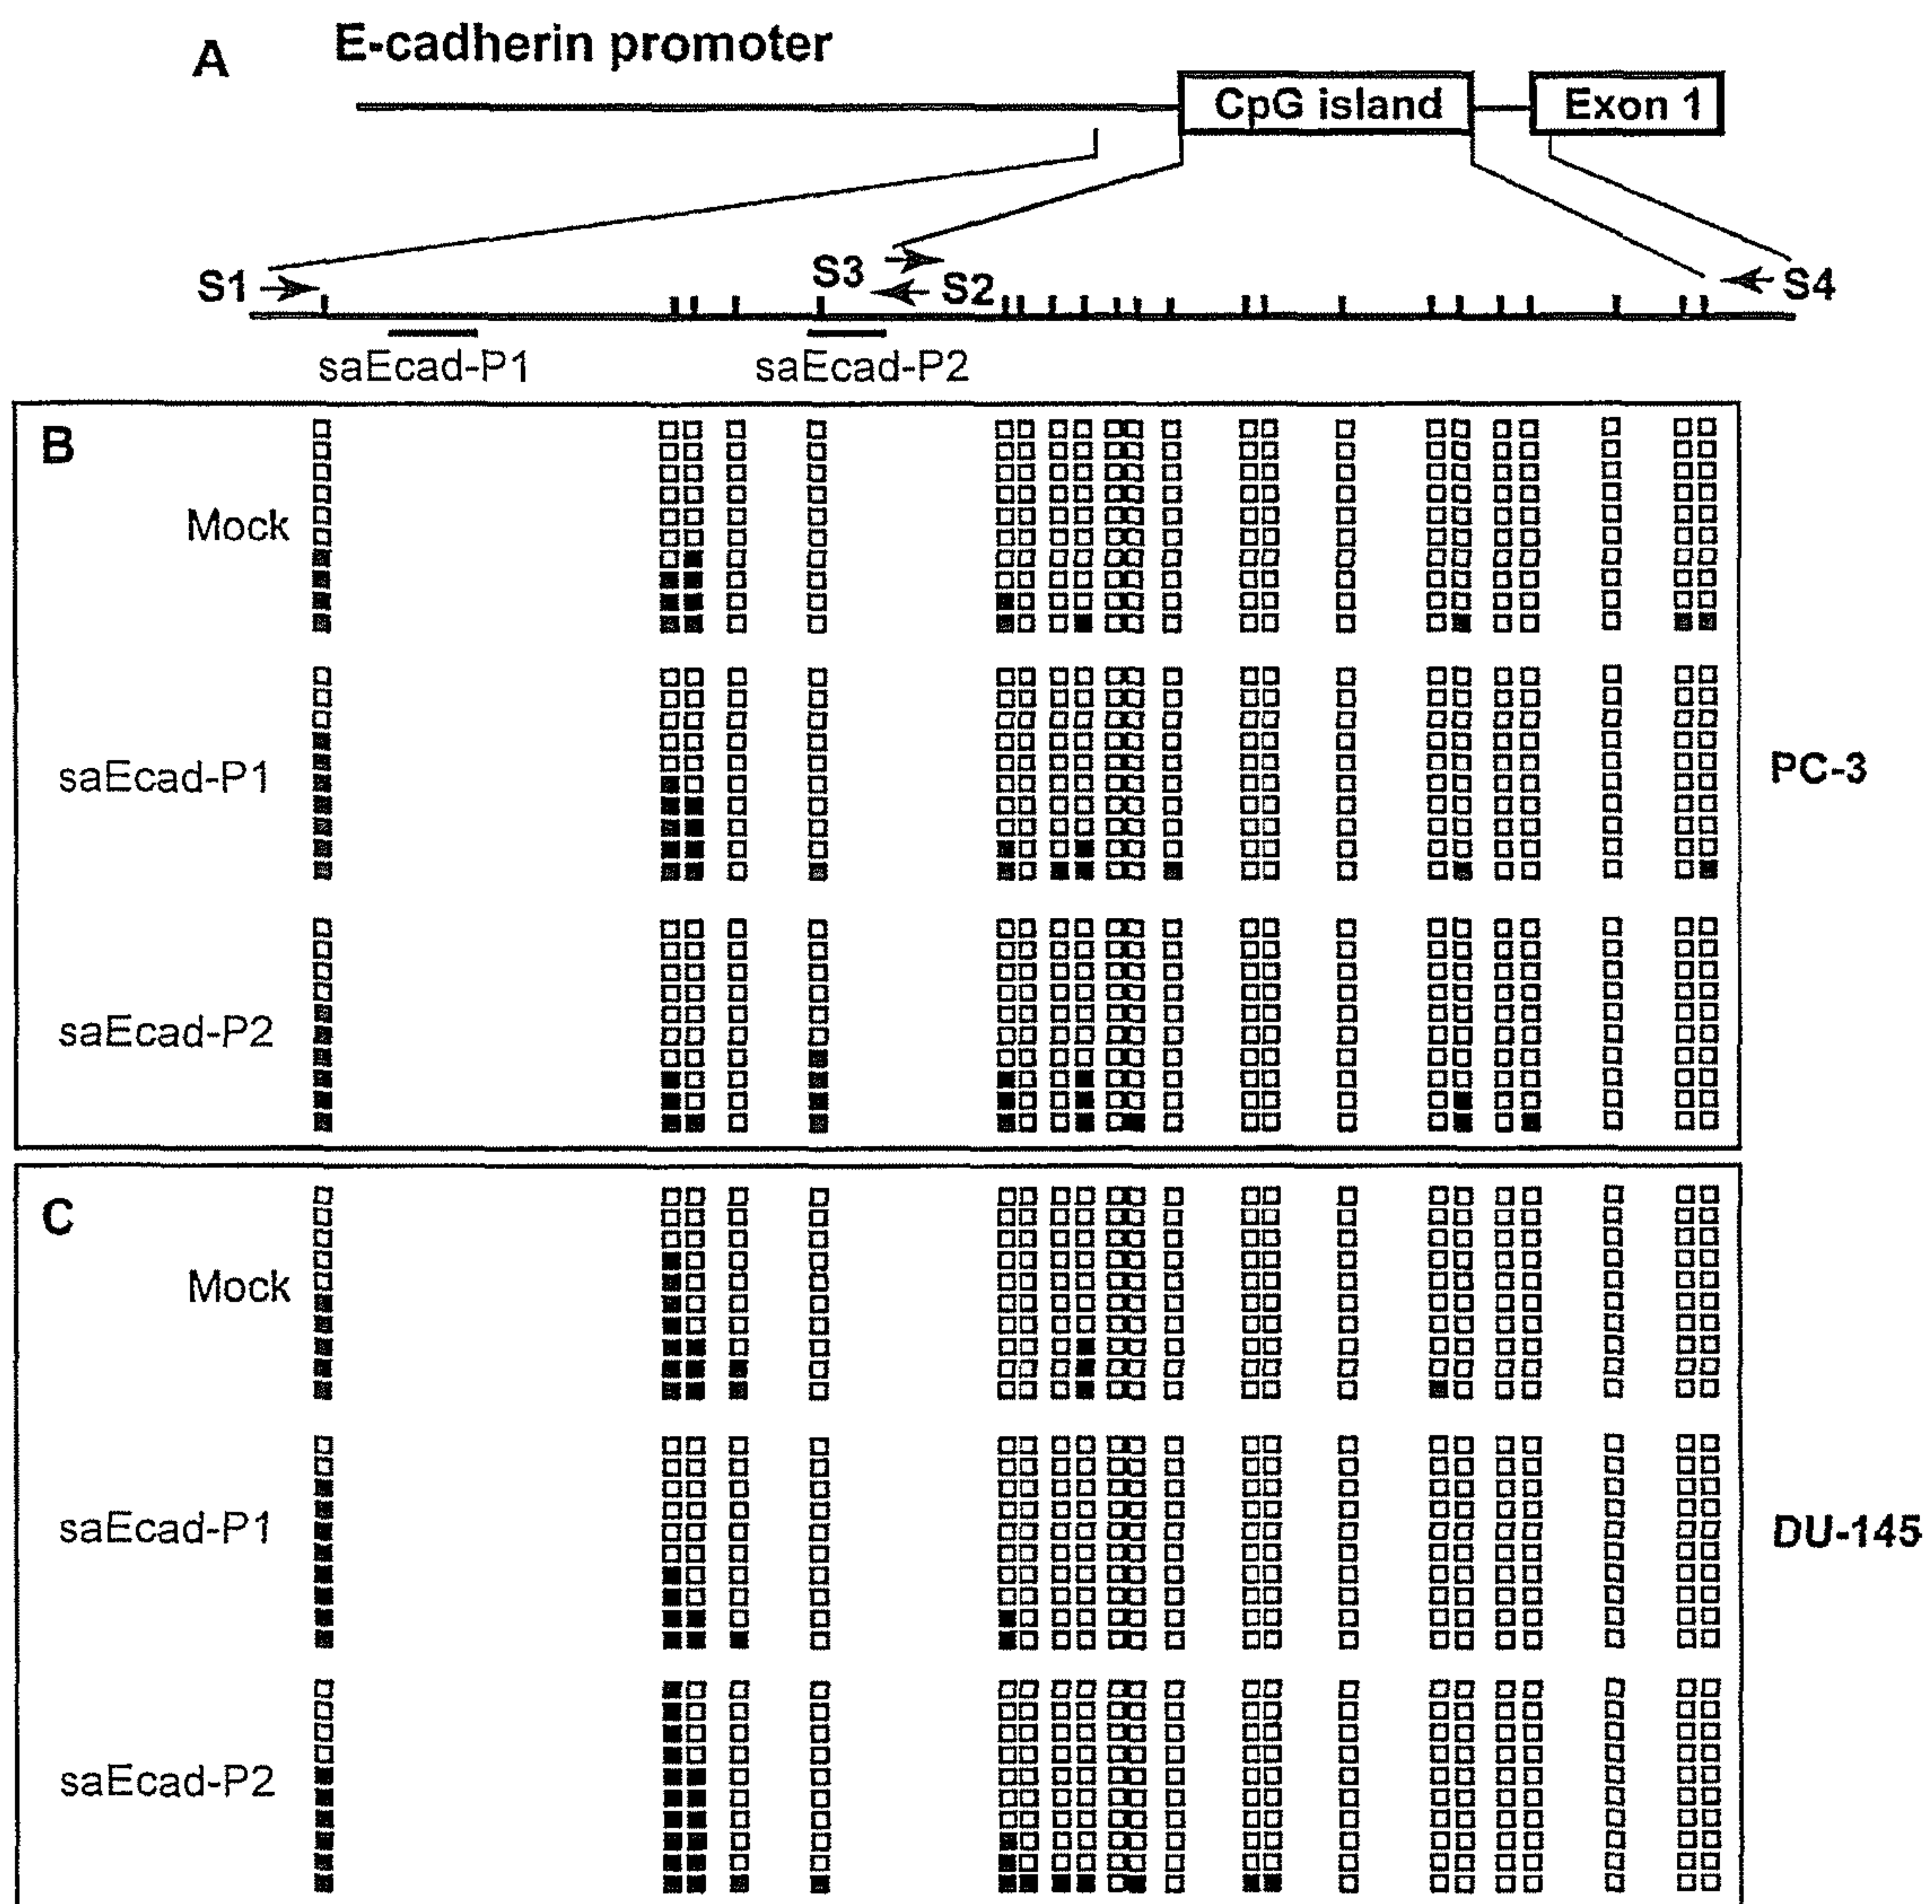 A E-cadherin promoter
CpG island Exon 1
S1 S3 S2 S4
saEcad-P1 saEcad-P2
B
Mock
saEcad-P1
PC-3
saEcad-P2
C
Mock
saEcad-P1
DU-145
saEcad-P2